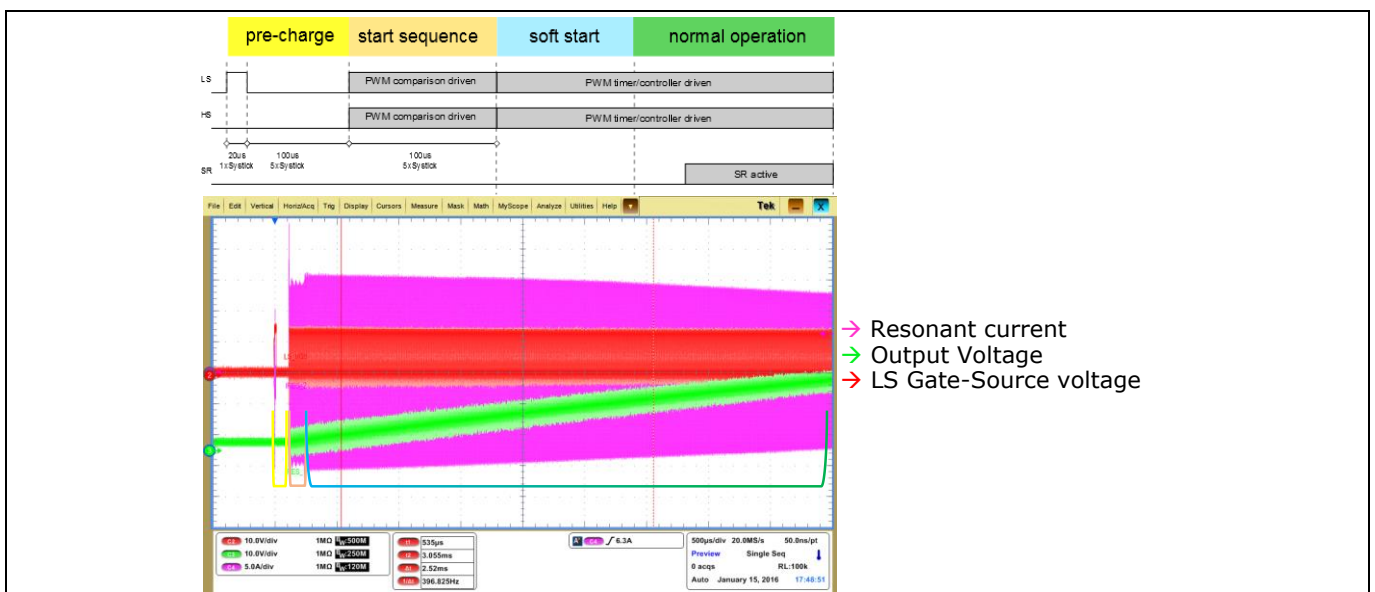 pre-charge start sequence soft start normal operation
LS PWM comparison driven PWM timer/controller driven
HS PWM comparison driven PWM timer/controller driven
20us 100us 100us
1xSystick 5xSystick 5xSystick
SR SR active
File Edit Vertical Horiz/Acq Trig Display Cursors Measure Mask Math MyScope Analyze Utilities Help Tek X
→ Resonant current
→ Output Voltage
→ LS Gate-Source voltage
2
C2 10.0V/div 1MΩ BW:500M
10.0V/div 1MΩ BW:250M
C4 5.0A/div 1MΩ BW:120M
t1 535µs
t2 3.055ms
Δt 2.52ms
1/Δt 396.825Hz
A' C4 ∫ 6.3A
500µs/div 20.0MS/s 50.0ns/pt
Preview Single Seq
0 acqs RL:100k
Auto January 15, 2016 17:48:51